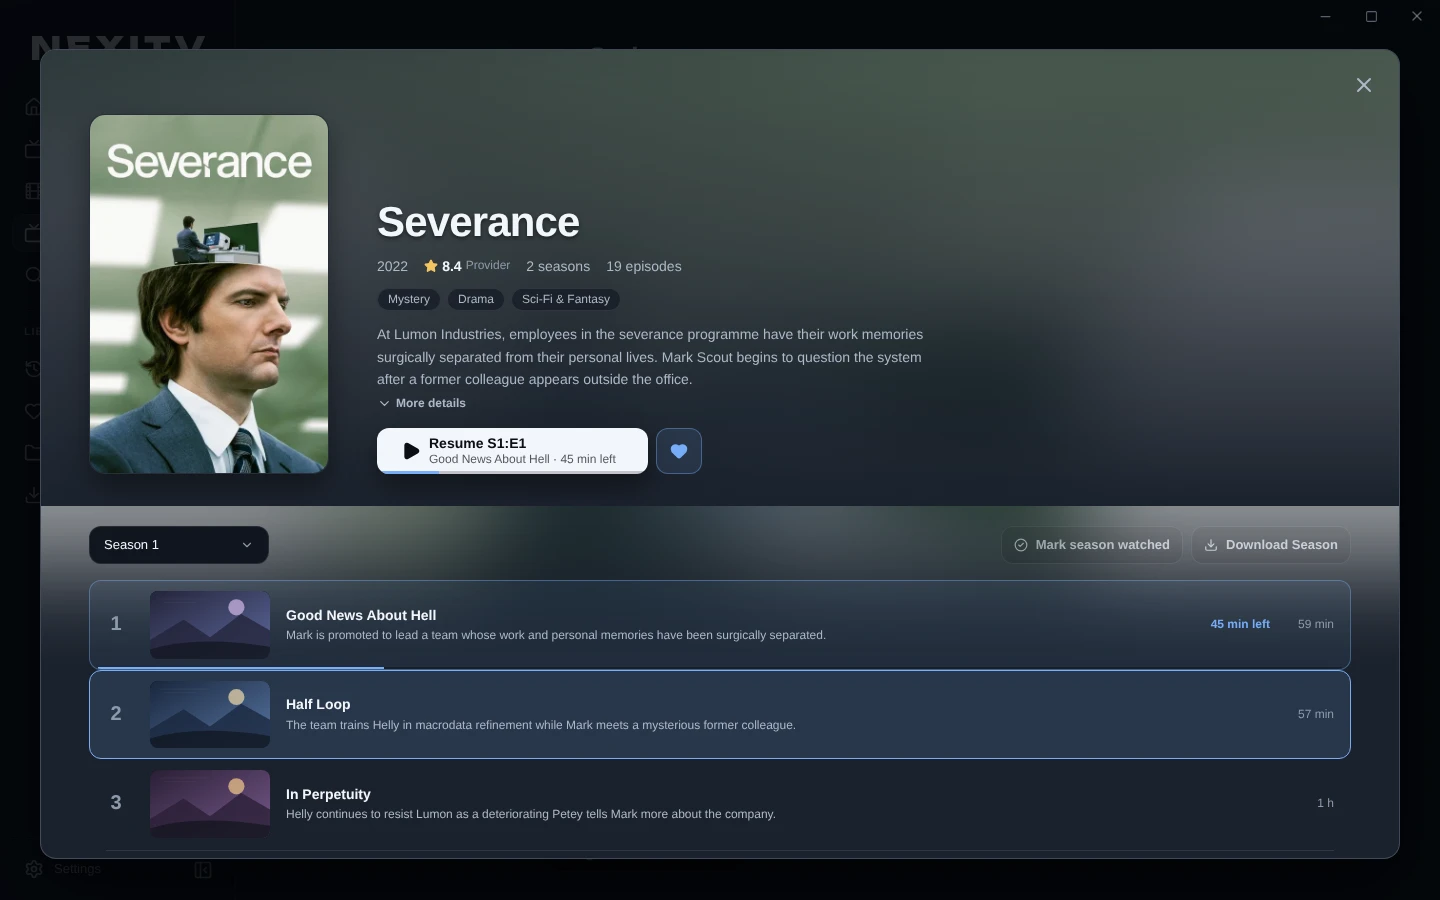 NEXITY
Severance
Severance
2022 8.4 Provider 2 seasons 19 episodes
Mystery Drama Sci-Fi & Fantasy
At Lumon Industries, employees in the severance programme have their work memories
surgically separated from their personal lives. Mark Scout begins to question the system
after a former colleague appears outside the office.
More details
Resume S1:E1
Good News About Hell · 45 min left
Season 1
Mark season watched
Download Season
1
Good News About Hell
Mark is promoted to lead a team whose work and personal memories have been surgically separated.
45 min left 59 min
2
Half Loop
The team trains Helly in macrodata refinement while Mark meets a mysterious former colleague.
57 min
3
In Perpetuity
Helly continues to resist Lumon as a deteriorating Petey tells Mark more about the company.
1 h
Settings